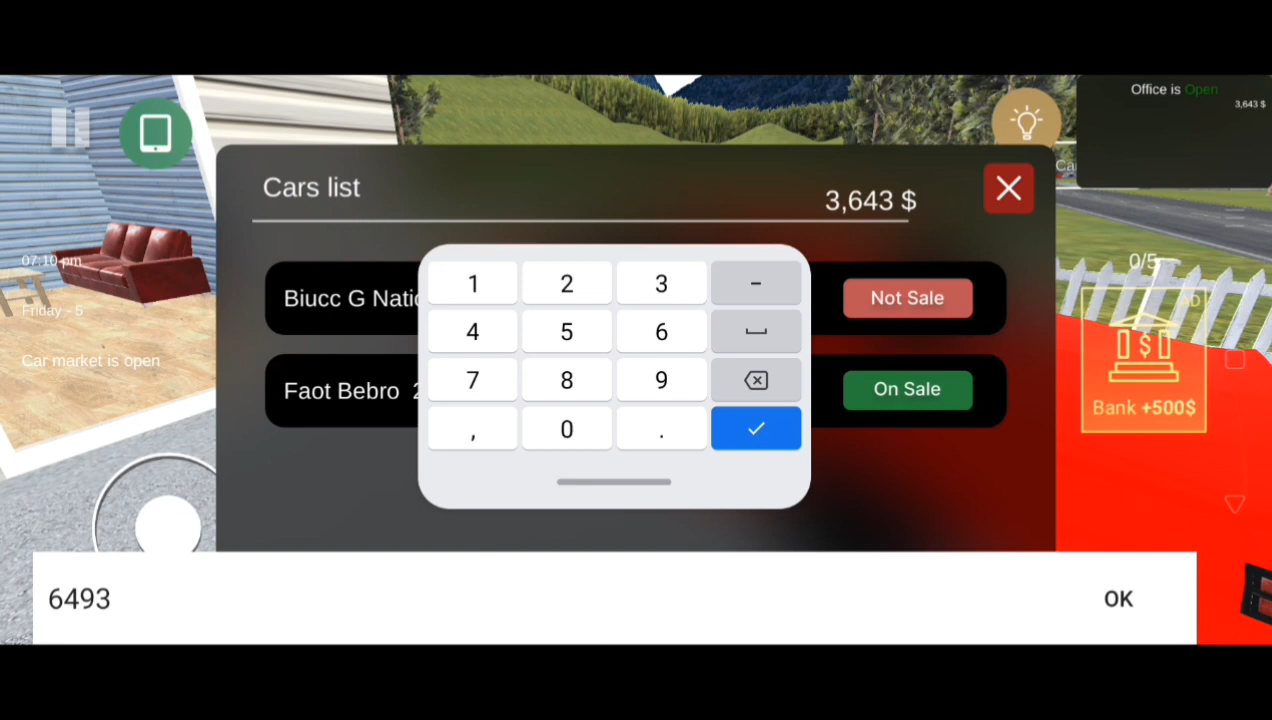 Office is Open
3,643 $
Cars list
3,643 $
07:10 pm
Friday - 5
Car market is open
Biucc G Natio
Not Sale
Faot Bebro 2
On Sale
1 2 3 -
4 5 6
7 8 9
, 0 .
0/5
AD
$
Bank +500$
6493
OK